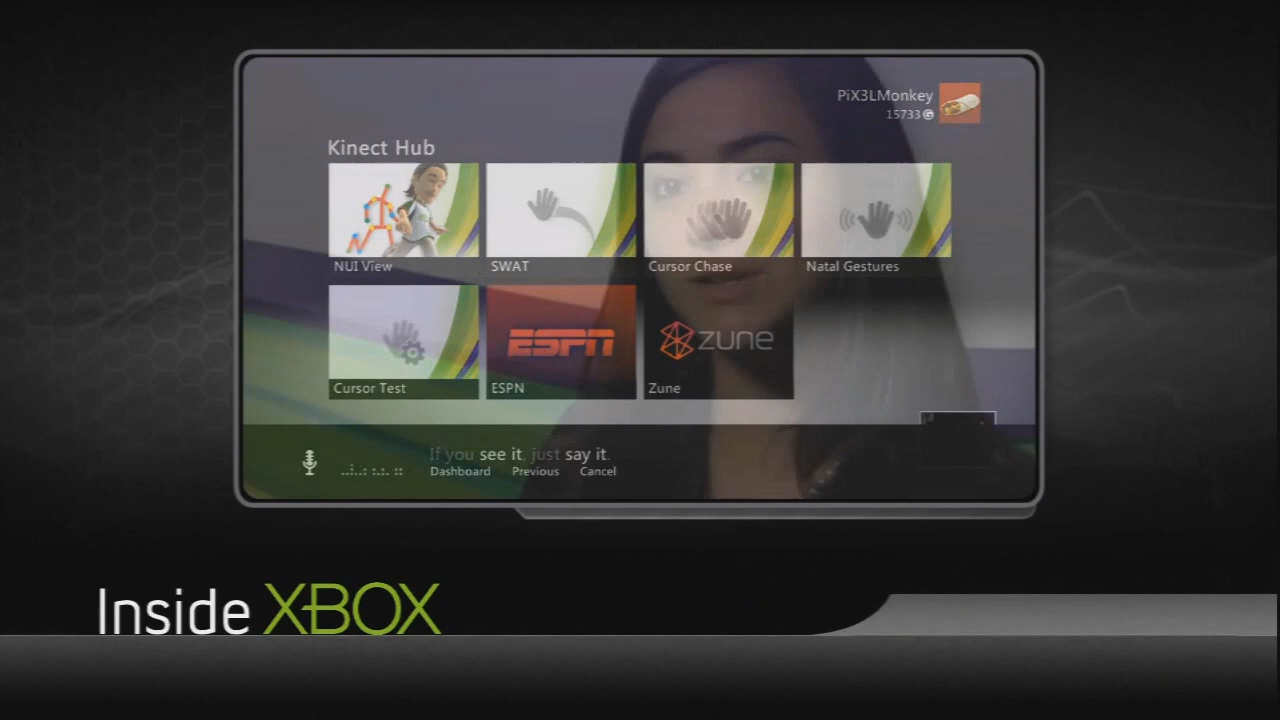 PiX3LMonkey
15733 G
Kinect Hub
NUI View
SWAT
Cursor Chase
Natal Gestures
ESPN
zune
Cursor Test
ESPN
Zune
If you see it, just say it.
Dashboard Previous Cancel
Inside XBOX